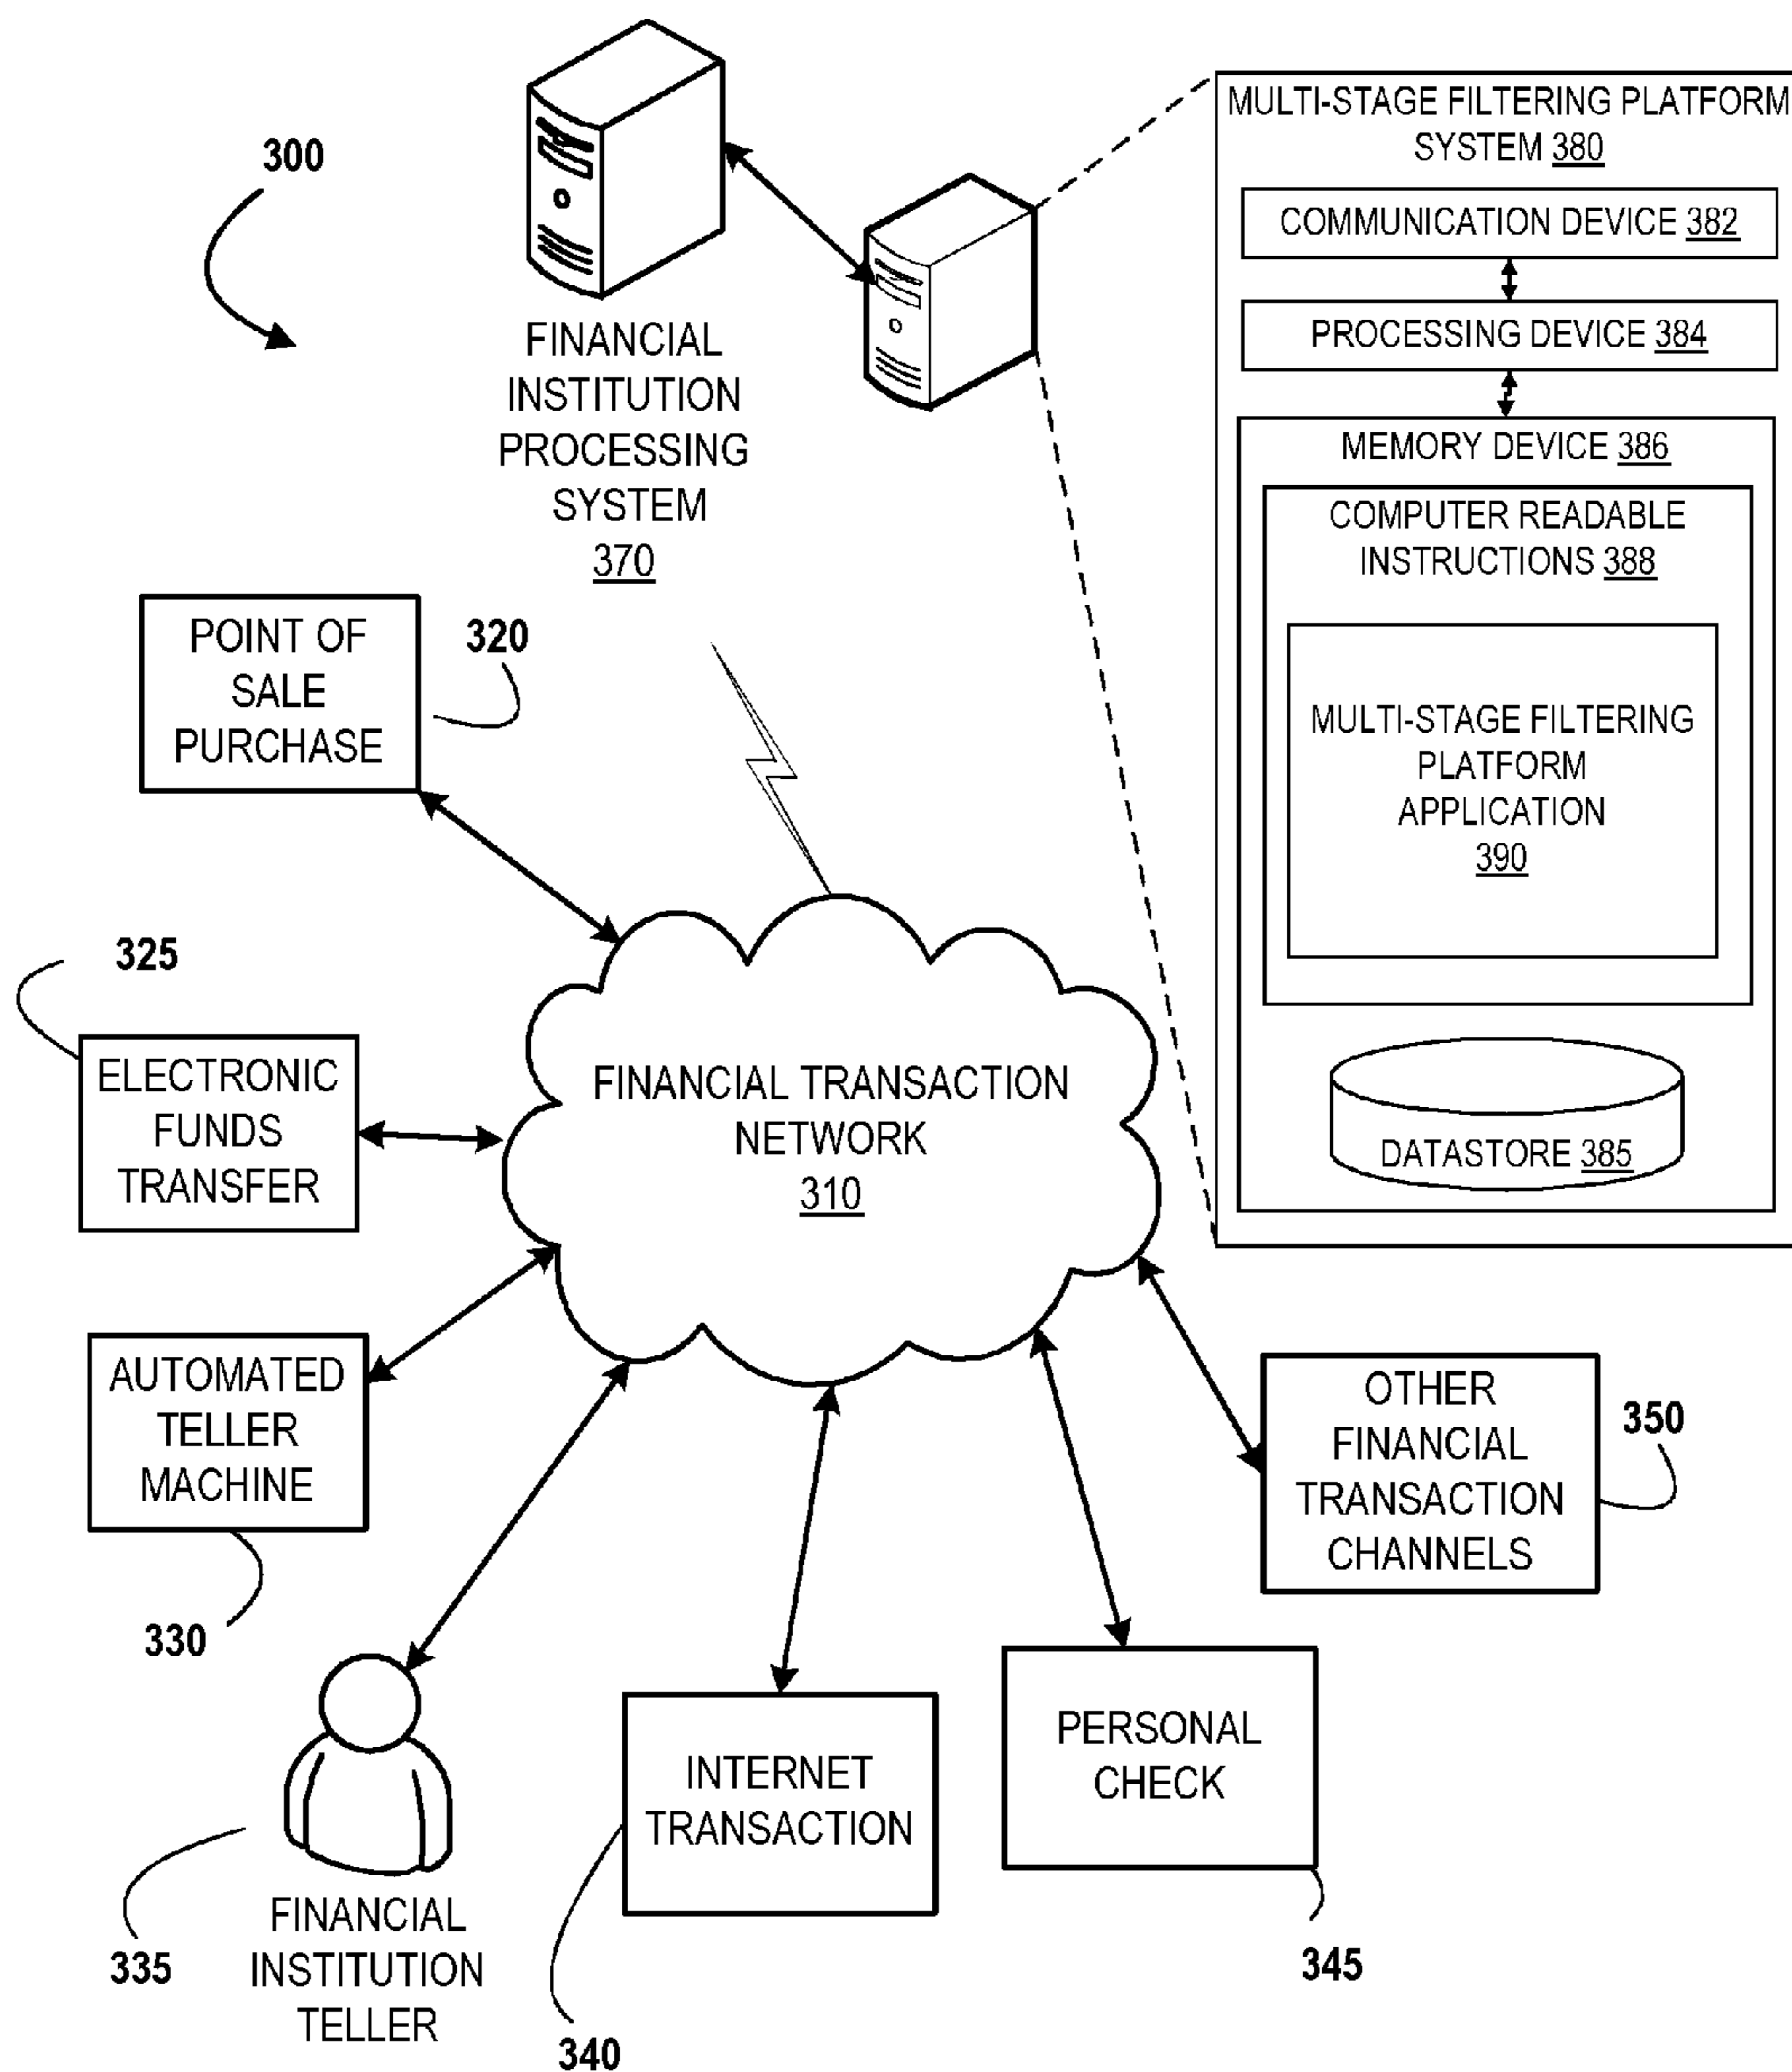 300
FINANCIAL
INSTITUTION
PROCESSING
SYSTEM
370
MULTI-STAGE FILTERING PLATFORM
SYSTEM 380
COMMUNICATION DEVICE 382
PROCESSING DEVICE 384
MEMORY DEVICE 386
COMPUTER READABLE
INSTRUCTIONS 388
MULTI-STAGE FILTERING
PLATFORM
APPLICATION
390
DATASTORE 385
POINT OF
SALE
PURCHASE
320
325
ELECTRONIC
FUNDS
TRANSFER
FINANCIAL TRANSACTION
NETWORK
310
AUTOMATED
TELLER
MACHINE
330
OTHER
FINANCIAL
TRANSACTION
CHANNELS
350
FINANCIAL
INSTITUTION
TELLER
335
INTERNET
TRANSACTION
340
PERSONAL
CHECK
345